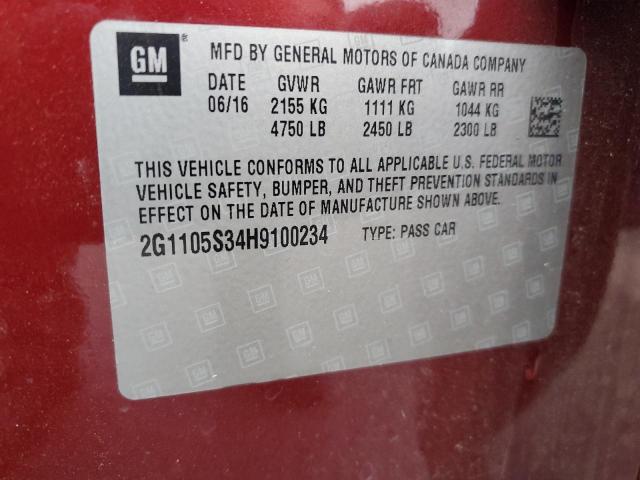 GM
MFD BY GENERAL MOTORS OF CANADA COMPANY
DATE GVWR GAWR FRT GAWR RR
06/16 2155 KG 1111 KG 1044 KG
4750 LB 2450 LB 2300 LB
THIS VEHICLE CONFORMS TO ALL APPLICABLE U.S. FEDERAL MOTOR
VEHICLE SAFETY, BUMPER, AND THEFT PREVENTION STANDARDS IN
EFFECT ON THE DATE OF MANUFACTURE SHOWN ABOVE.
2G1105S34H9100234 TYPE: PASS CAR